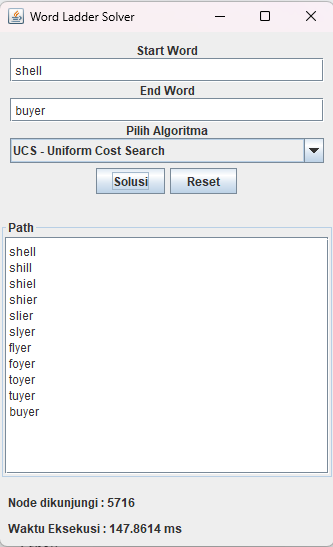 Word Ladder Solver
Start Word
shell
End Word
buyer
Pilih Algoritma
UCS - Uniform Cost Search
Solusi Reset
Path
shell
shill
shiel
shier
slier
slyer
flyer
foyer
toyer
tuyer
buyer
Node dikunjungi : 5716
Waktu Eksekusi : 147.8614 ms